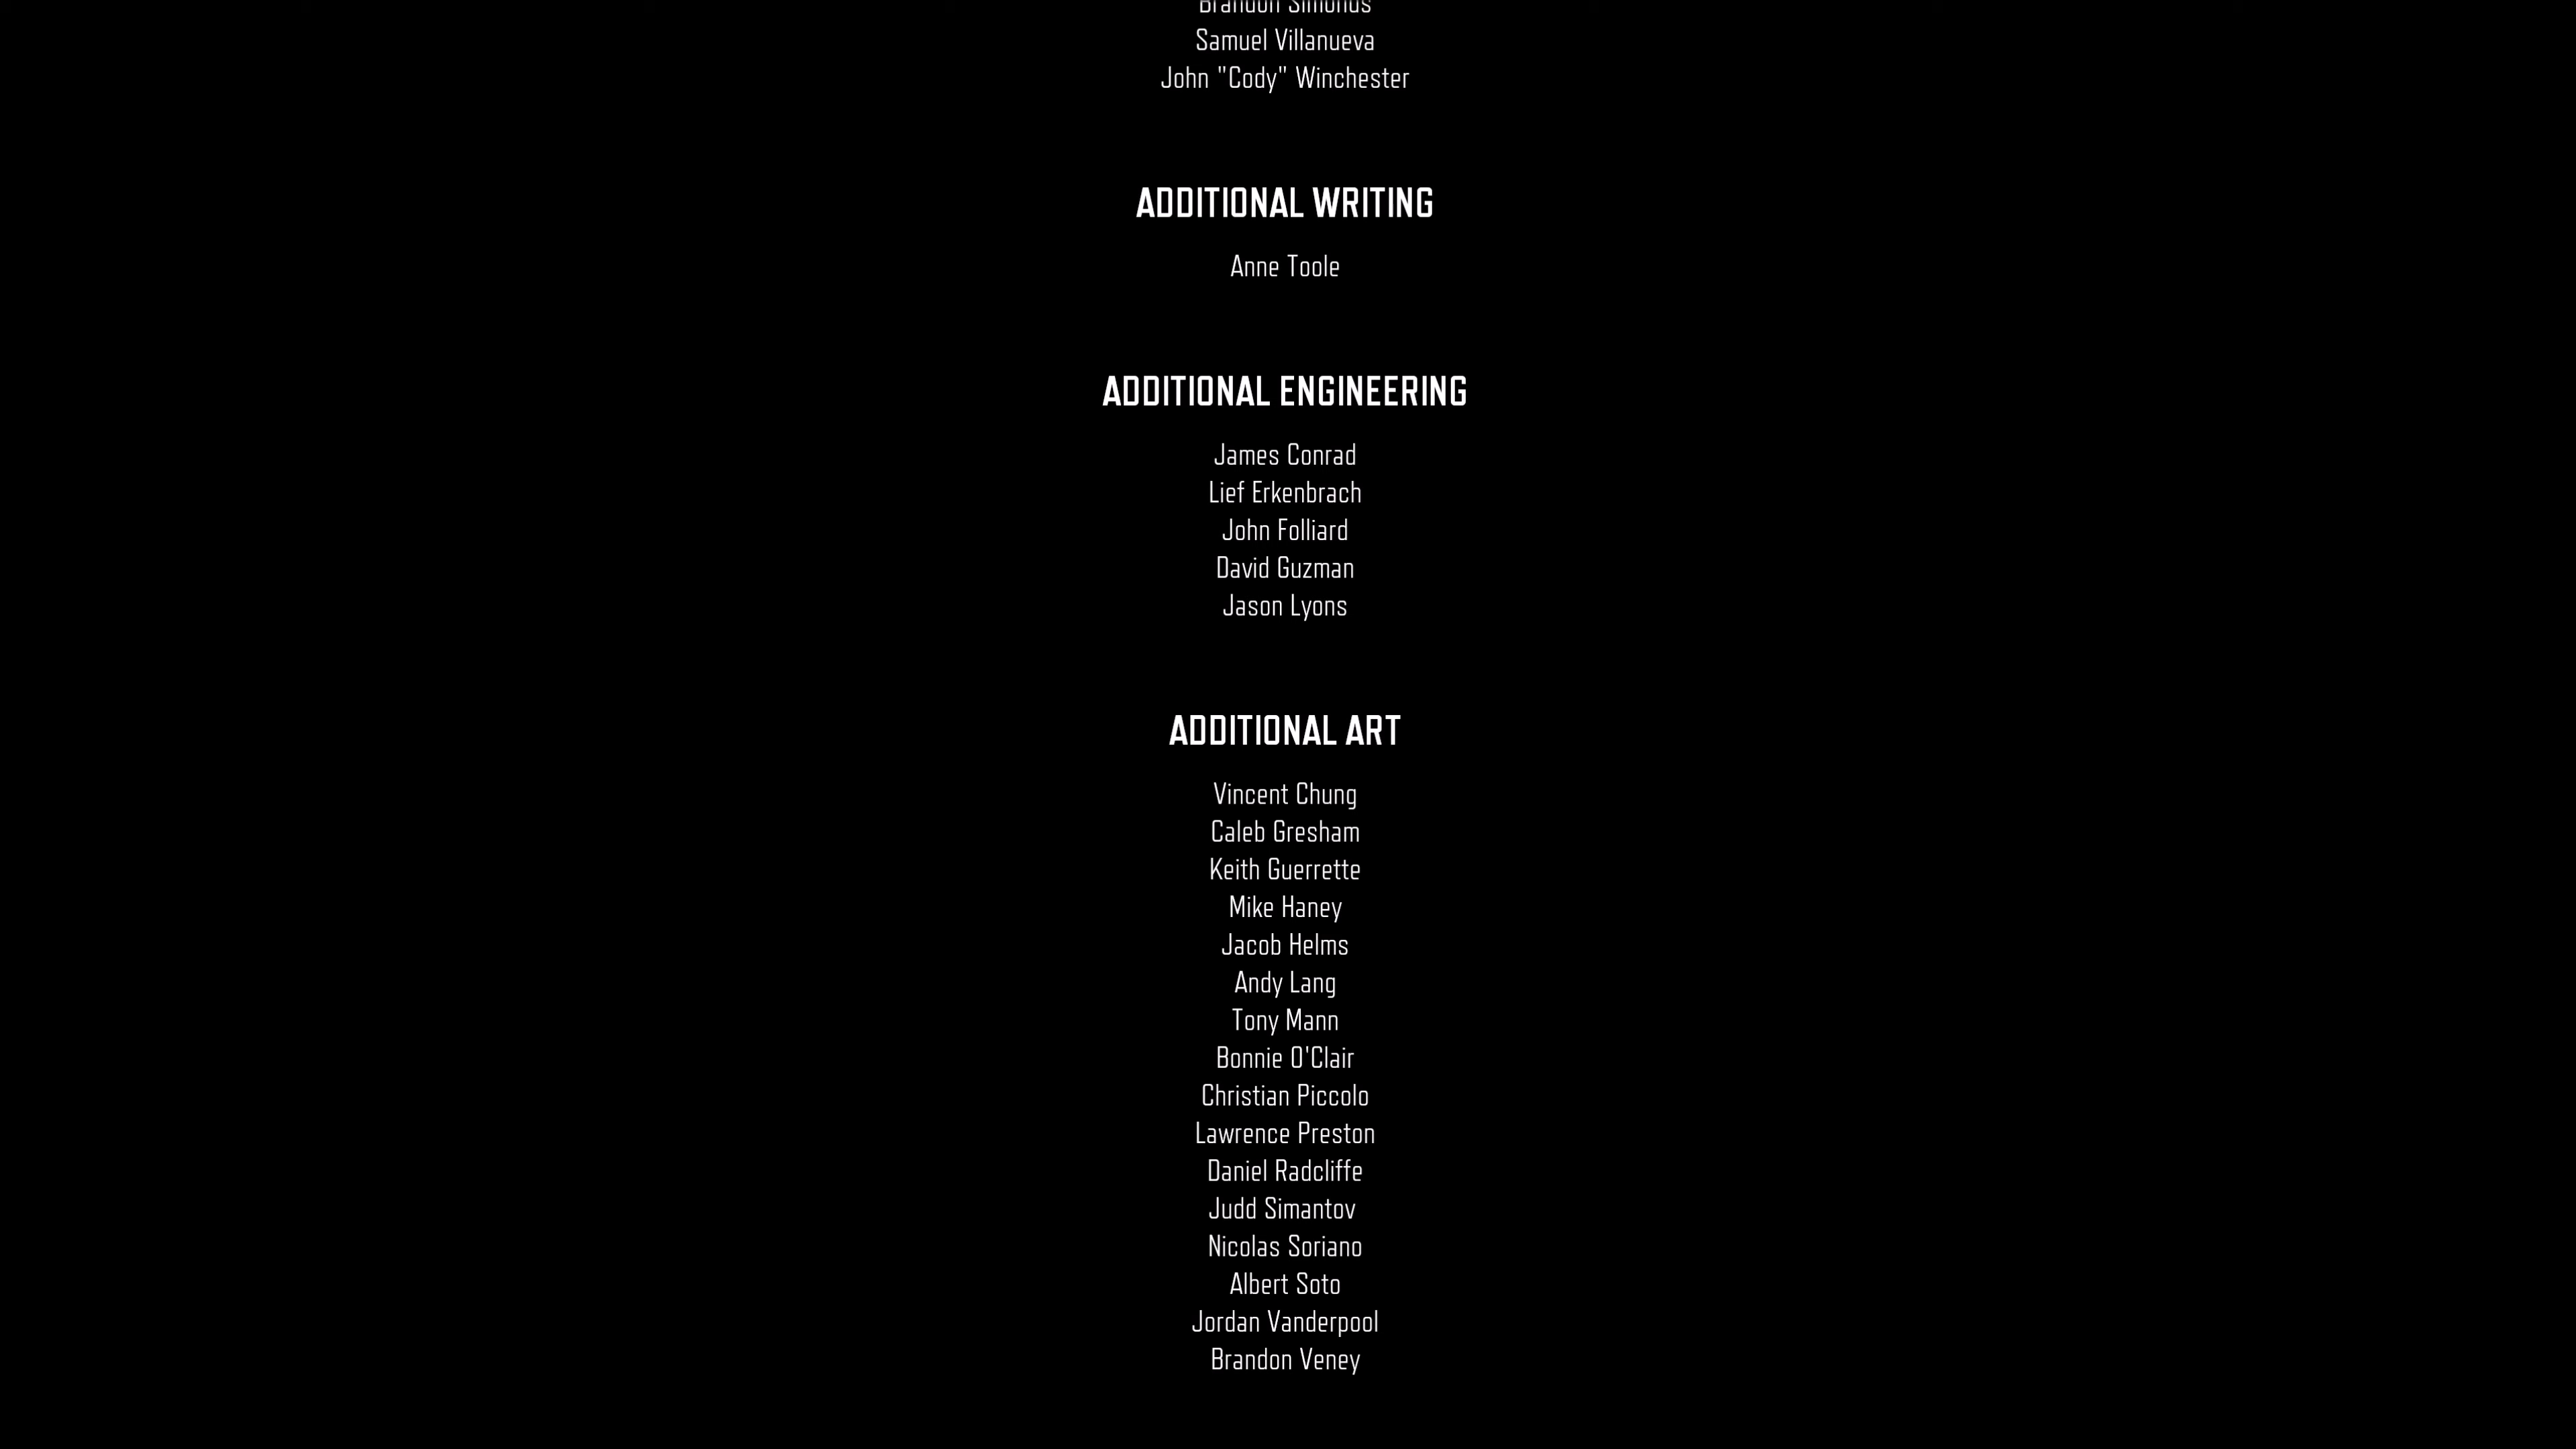 Brandon Simonds
Samuel Villanueva
John "Cody" Winchester
ADDITIONAL WRITING
Anne Toole
ADDITIONAL ENGINEERING
James Conrad
Lief Erkenbrach
John Folliard
David Guzman
Jason Lyons
ADDITIONAL ART
Vincent Chung
Caleb Gresham
Keith Guerrette
Mike Haney
Jacob Helms
Andy Lang
Tony Mann
Bonnie O'Clair
Christian Piccolo
Lawrence Preston
Daniel Radcliffe
Judd Simantov
Nicolas Soriano
Albert Soto
Jordan Vanderpool
Brandon Veney